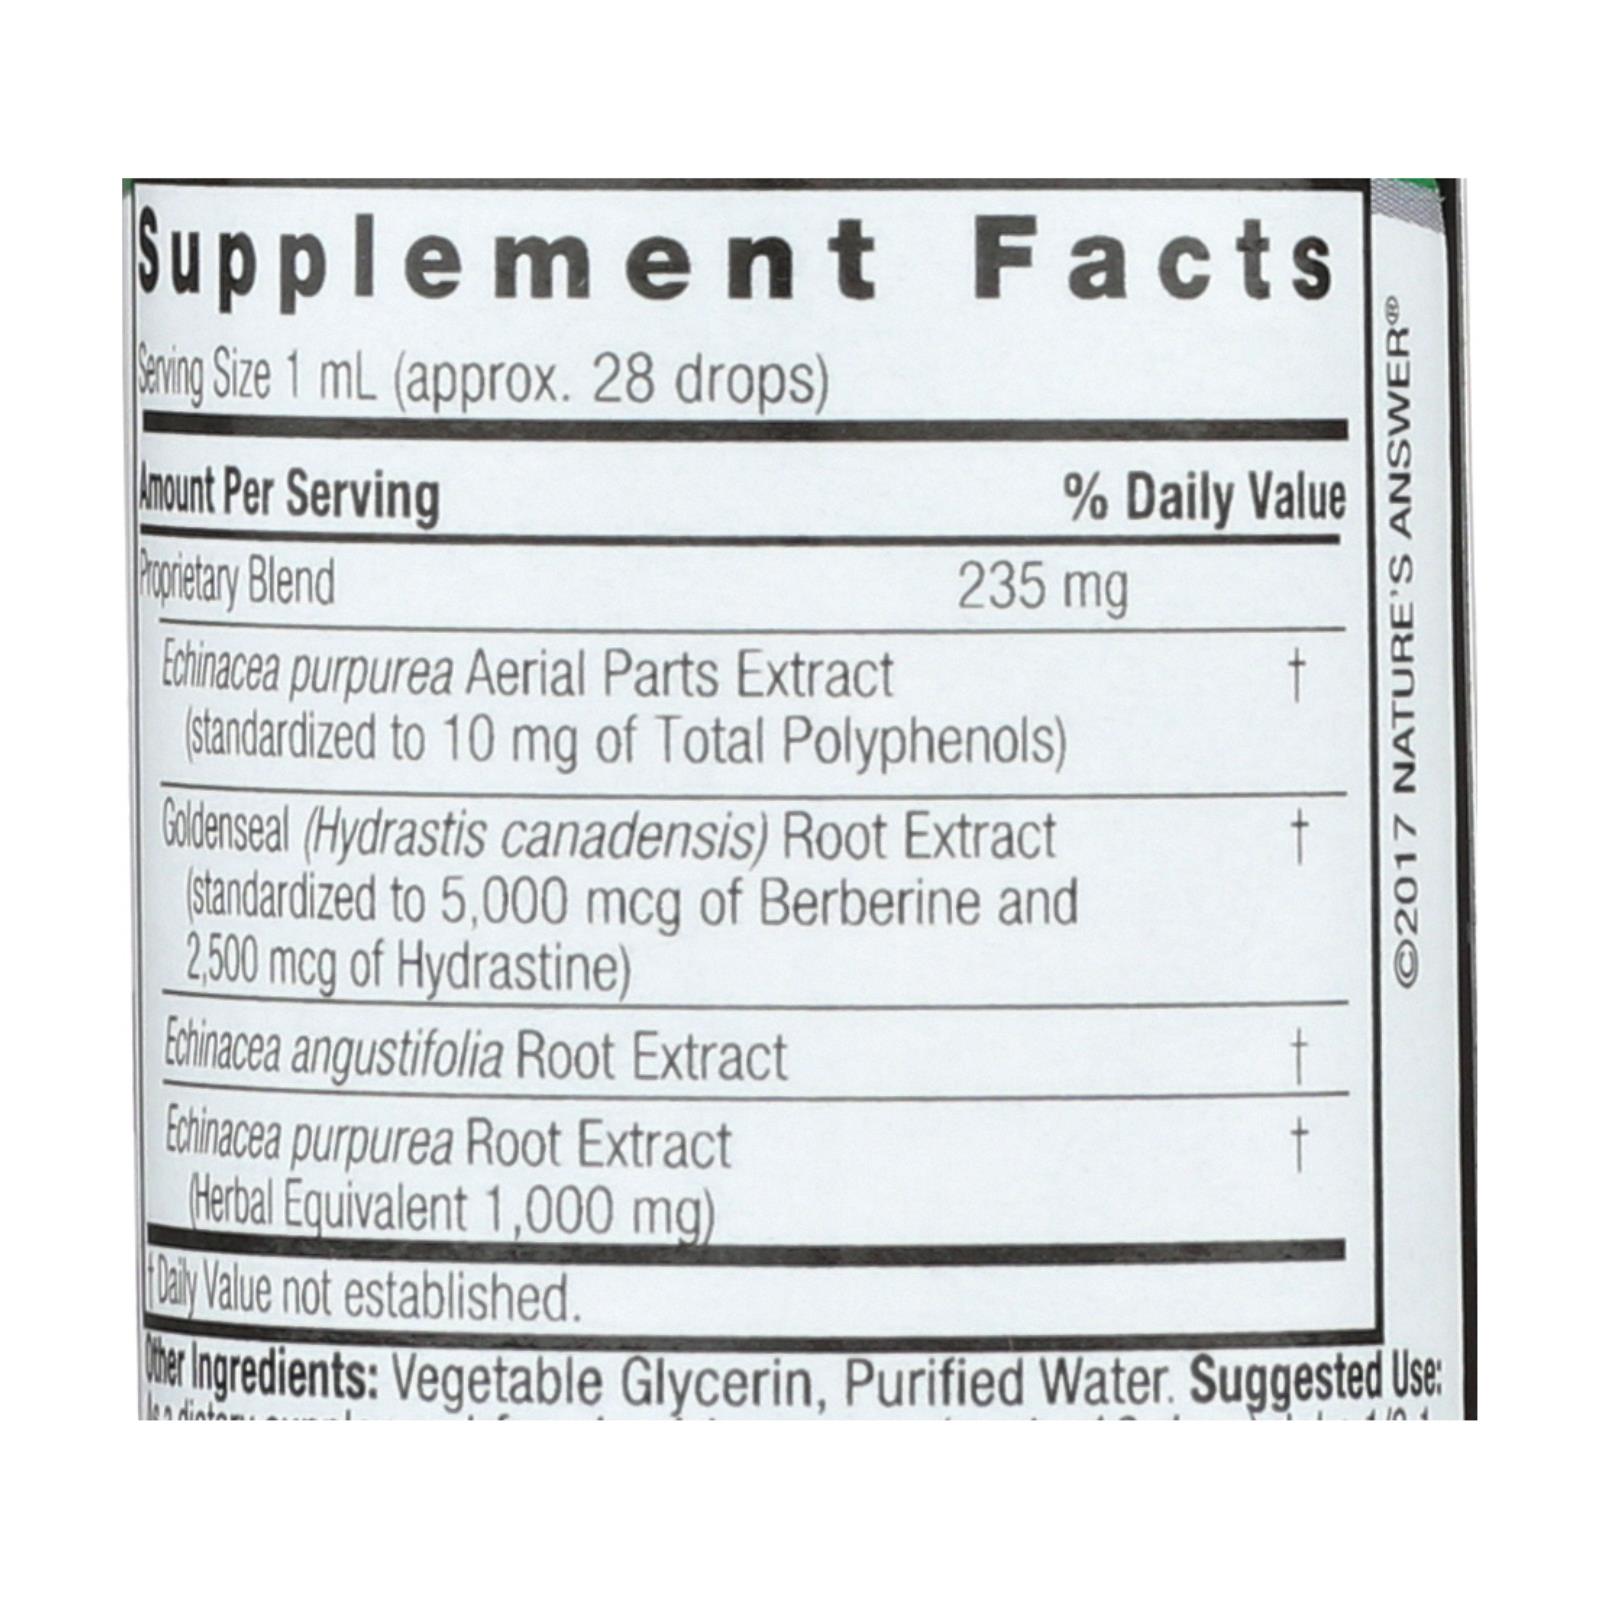 Supplement Facts
Serving Size 1 mL (approx. 28 drops)
Amount Per Serving % Daily Value
Proprietary Blend 235 mg
Echinacea purpurea Aerial Parts Extract †
(standardized to 10 mg of Total Polyphenols)
Goldenseal (Hydrastis canadensis) Root Extract †
(standardized to 5,000 mcg of Berberine and
2,500 mcg of Hydrastine)
Echinacea angustifolia Root Extract †
Echinacea purpurea Root Extract †
(Herbal Equivalent 1,000 mg)
† Daily Value not established.
Other Ingredients: Vegetable Glycerin, Purified Water. Suggested Use:
©2017 NATURE'S ANSWER®